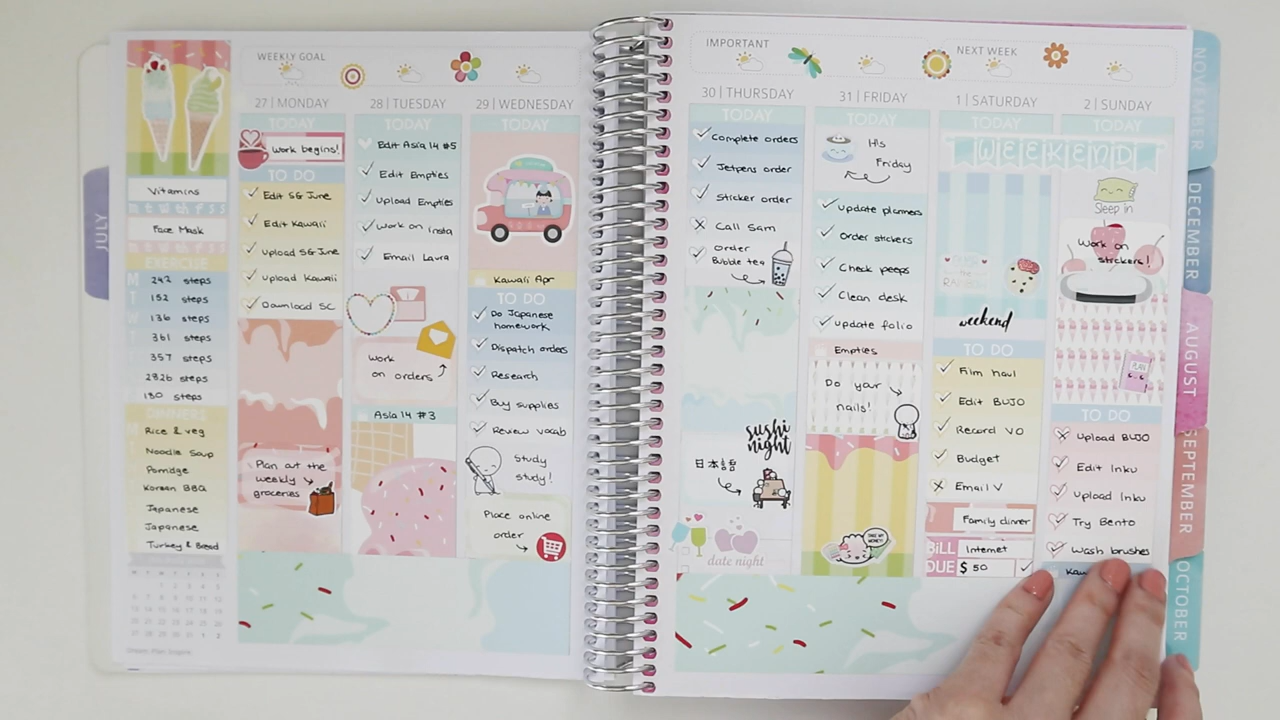 WEEKLY GOAL
IMPORTANT
NEXT WEEK
JULY
Vitamins
m t w th f s s
Face Mask
m t w th f s s
EXERCISE
M 242 steps
T 152 steps
W 136 steps
T 361 steps
357 steps
2826 steps
180 steps
DINNERS
Rice & veg
Noodle Soup
Porridge
Korean BBQ
Japanese
Japanese
Turkey & Bread
27 | MONDAY
TODAY
Work begins!
TO DO
Edit SG June
Edit Kawaii
Upload SG June
Upload Kawaii
Download SC
Plan out the
weekly
groceries
28 | TUESDAY
TODAY
Edit Asia 14 #5
Edit Empties
Upload Empties
Work on Insta
Email Laura
Work
on orders
Asia 14 #3
29 | WEDNESDAY
TODAY
Kawaii Apr
TO DO
Do Japanese
homework
Dispatch orders
Research
Buy supplies
Review vocab
Study
study!
Place online
order
30 | THURSDAY
TODAY
Complete orders
Jetpens order
Sticker order
Call Sam
Order
Bubble tea
sushi
night
日本語
date night
31 | FRIDAY
TODAY
H's
Friday
Update planners
Order stickers
Check peeps
Clean desk
Update folio
Empties
Do your
nails!
TAKE MY
MONEY!
1 | SATURDAY
TODAY
WEEKEND
weekend
TO DO
Film haul
Edit BUJO
Record VO
Budget
Email V
Family dinner
BILL
DUE
Internet
$ 50
2 | SUNDAY
TODAY
Sleep in
Work on
stickers!
TO DO
Upload BUJO
Edit Inku
Upload Inku
Try Bento
Wash brushes
NOVEMBER
DECEMBER
AUGUST
SEPTEMBER
OCTOBER